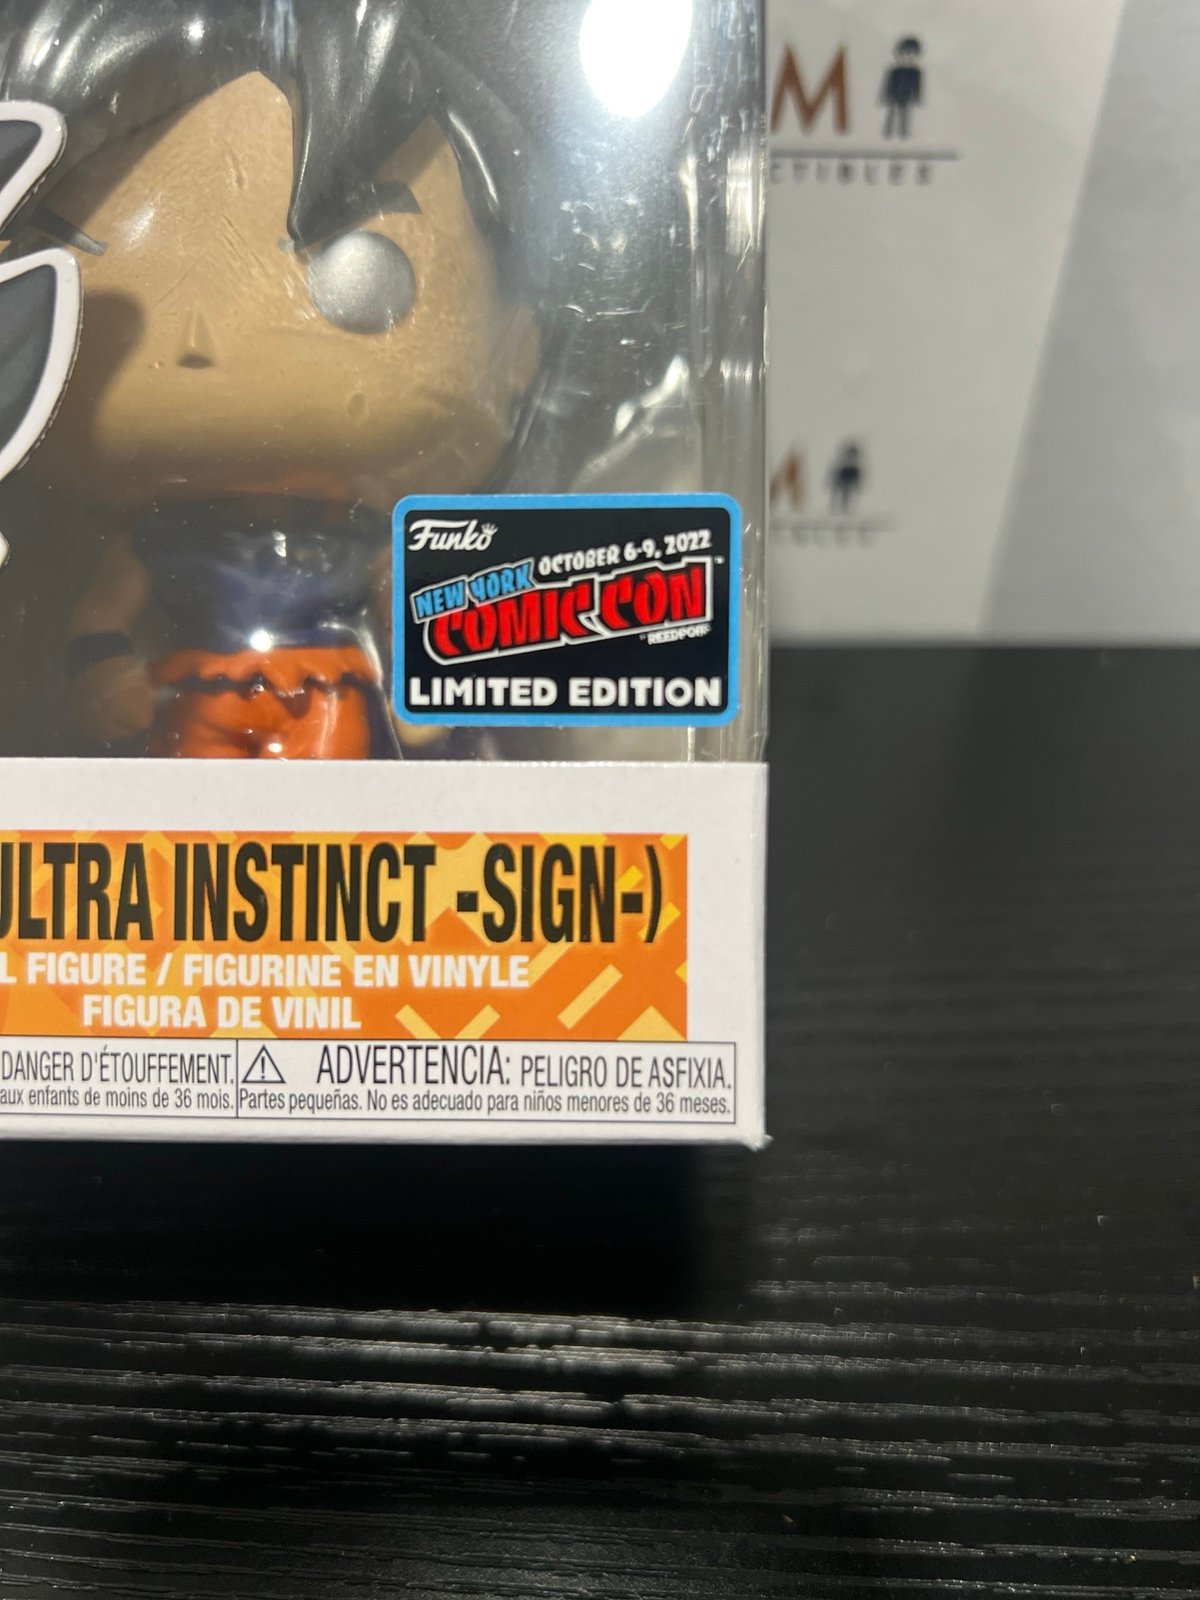 M
CTIBLES
M
Funko
OCTOBER 6-9, 2022
NEW YORK
COMIC CON
LIMITED EDITION
ULTRA INSTINCT -SIGN-)
L FIGURE / FIGURINE EN VINYLE
FIGURA DE VINIL
DANGER D'ÉTOUFFEMENT.
aux enfants de moins de 36 mois.
ADVERTENCIA: PELIGRO DE ASFIXIA.
Partes pequeñas. No es adecuado para niños menores de 36 meses.